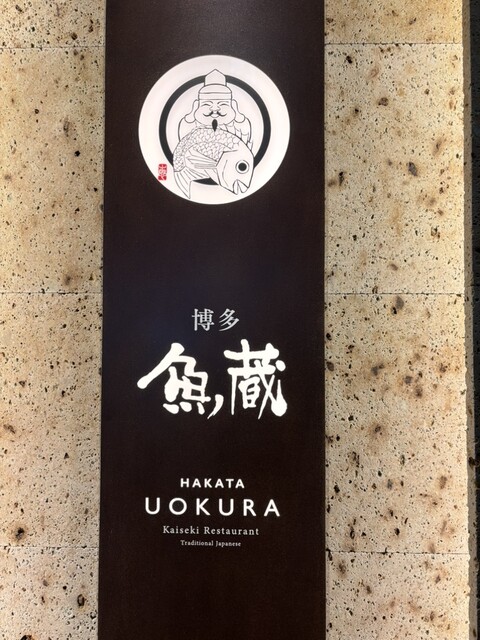 博多
魚蔵
HAKATA
UOKURA
Kaiseki Restaurant
Traditional Japanese